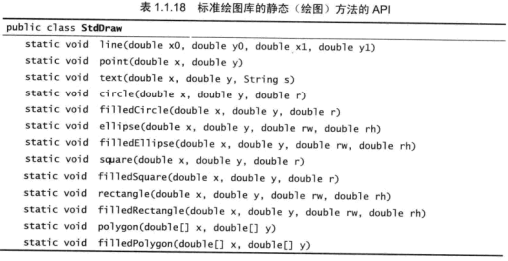 表 1.1.18 标准绘图库的静态（绘图）方法的 API
public class StdDraw
static void line(double x0, double y0, double x1, double y1)
static void point(double x, double y)
static void text(double x, double y, String s)
static void circle(double x, double y, double r)
static void filledCircle(double x, double y, double r)
static void ellipse(double x, double y, double rw, double rh)
static void filledEllipse(double x, double y, double rw, double rh)
static void square(double x, double y, double r)
static void filledSquare(double x, double y, double r)
static void rectangle(double x, double y, double rw, double rh)
static void filledRectangle(double x, double y, double rw, double rh)
static void polygon(double[] x, double[] y)
static void filledPolygon(double[] x, double[] y)